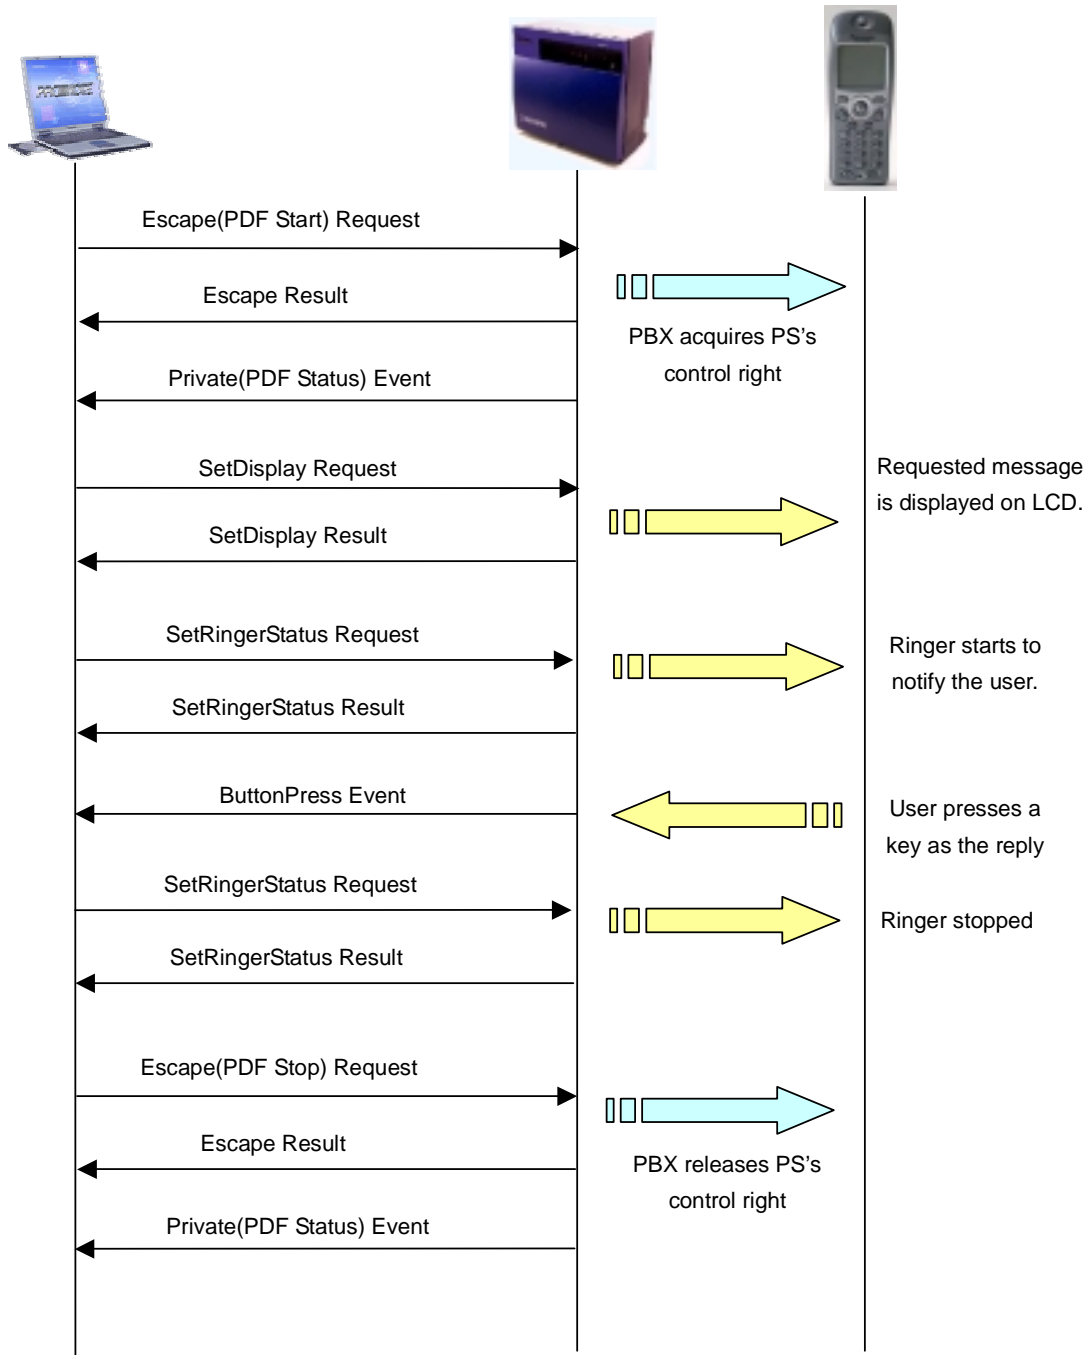 Escape(PDF Start) Request
Escape Result
PBX acquires PS's
control right
Private(PDF Status) Event
SetDisplay Request
Requested message
is displayed on LCD.
SetDisplay Result
SetRingerStatus Request
Ringer starts to
notify the user.
SetRingerStatus Result
ButtonPress Event
User presses a
key as the reply
SetRingerStatus Request
Ringer stopped
SetRingerStatus Result
Escape(PDF Stop) Request
Escape Result
PBX releases PS's
control right
Private(PDF Status) Event